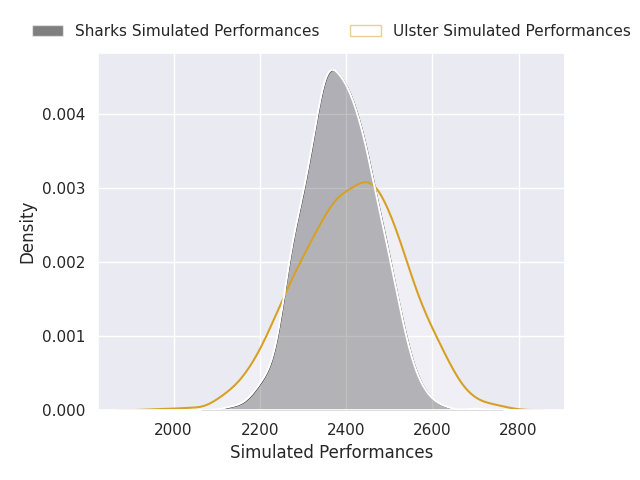 Sharks Simulated Performances
Ulster Simulated Performances
0.004
0.003
0.002
0.001
0.000
Density
2000
2200
2400
2600
2800
Simulated Performances